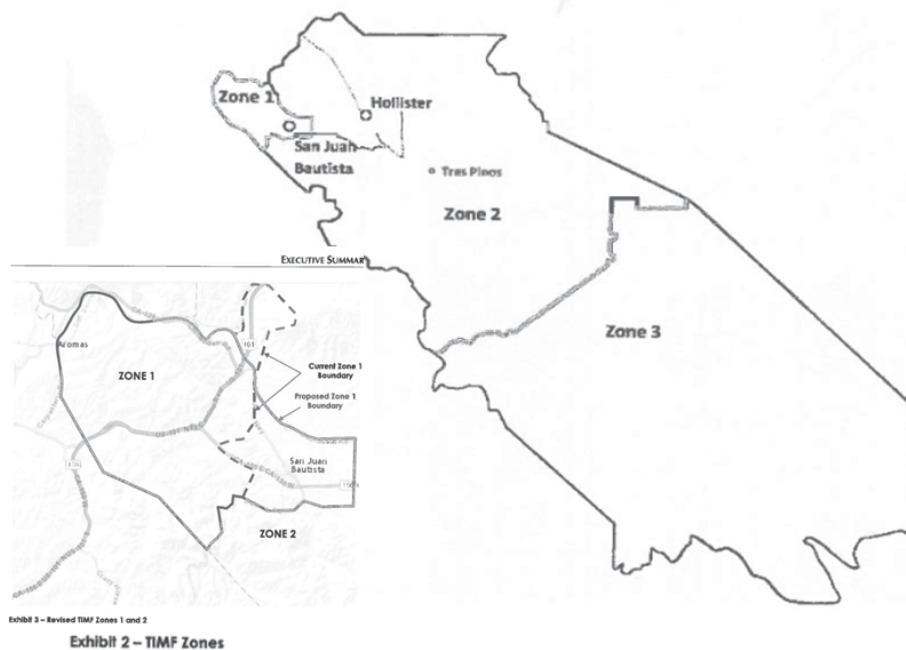 Zone 1
Hollister
San Juan
Bautista
Tres Pinos
Zone 2
EXECUTIVE SUMMAR
Zone 3
Aromas
101
ZONE 1
Current Zone 1
Boundary
Proposed Zone 1
Boundary
San Juan
Bautista
156
ZONE 2
Exhibit 3 – Revised TIMF Zones 1 and 2
Exhibit 2 – TIMF Zones